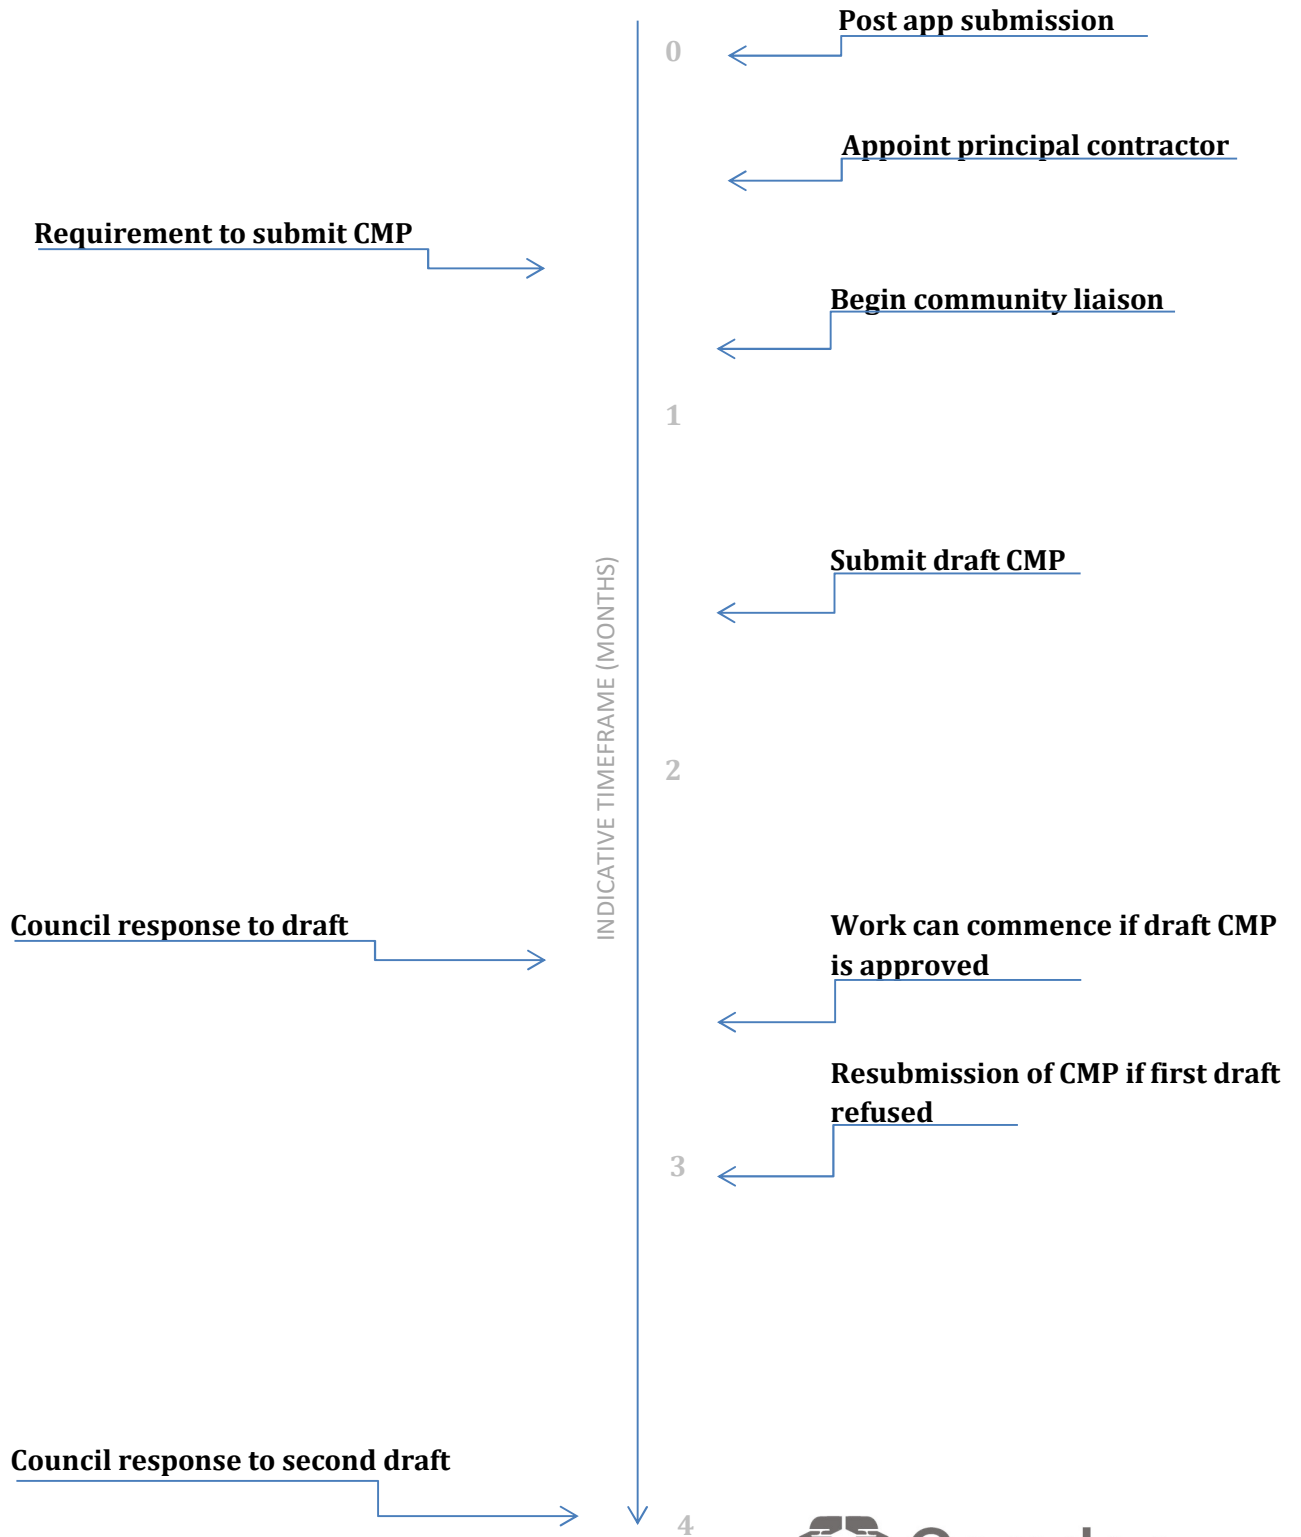 Post app submission
0
Appoint principal contractor
Requirement to submit CMP
Begin community liaison
1
Submit draft CMP
INDICATIVE TIMEFRAME (MONTHS)
2
Council response to draft
Work can commence if draft CMP
is approved
Resubmission of CMP if first draft
refused
3
Council response to second draft
4